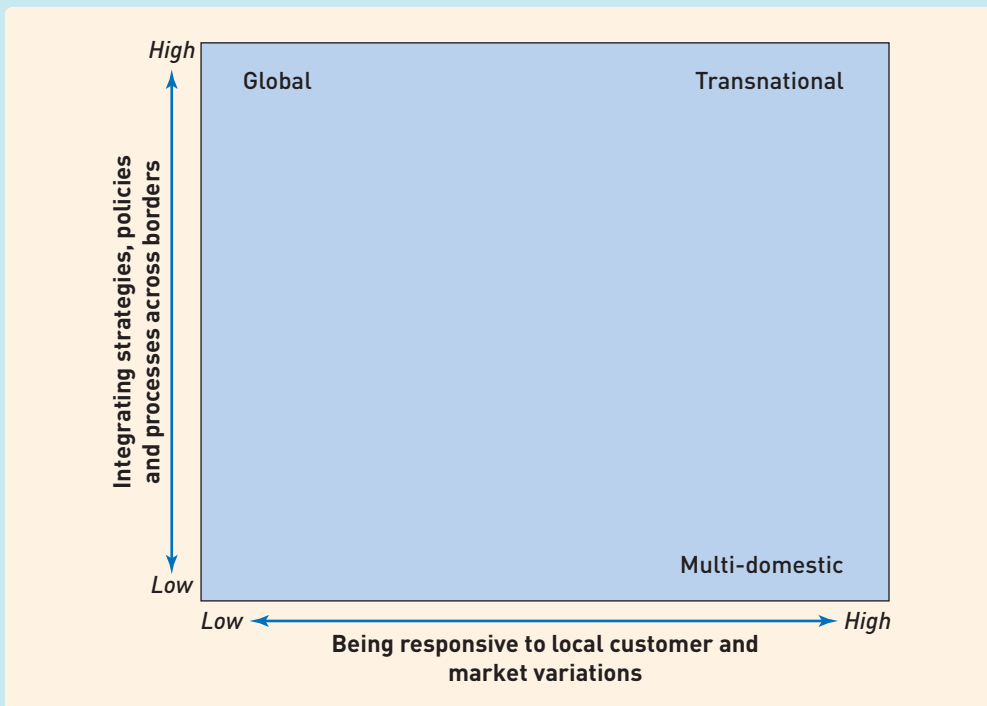 High
Global
Transnational
Integrating strategies, policies
and processes across borders
Multi-domestic
Low
Low
High
Being responsive to local customer and
market variations